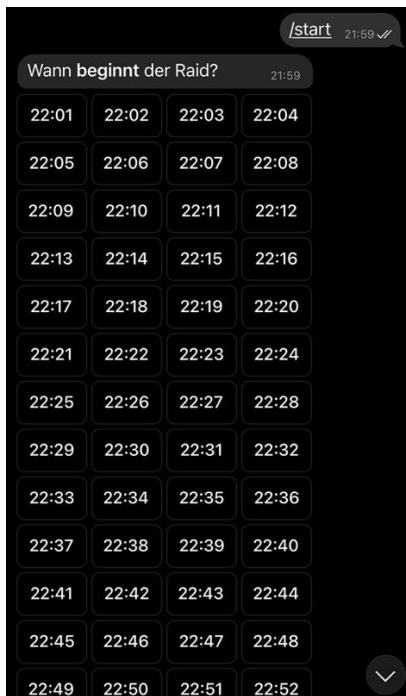 /start 21:59
Wann beginnt der Raid? 21:59
22:01 22:02 22:03 22:04
22:05 22:06 22:07 22:08
22:09 22:10 22:11 22:12
22:13 22:14 22:15 22:16
22:17 22:18 22:19 22:20
22:21 22:22 22:23 22:24
22:25 22:26 22:27 22:28
22:29 22:30 22:31 22:32
22:33 22:34 22:35 22:36
22:37 22:38 22:39 22:40
22:41 22:42 22:43 22:44
22:45 22:46 22:47 22:48
22:49 22:50 22:51 22:52